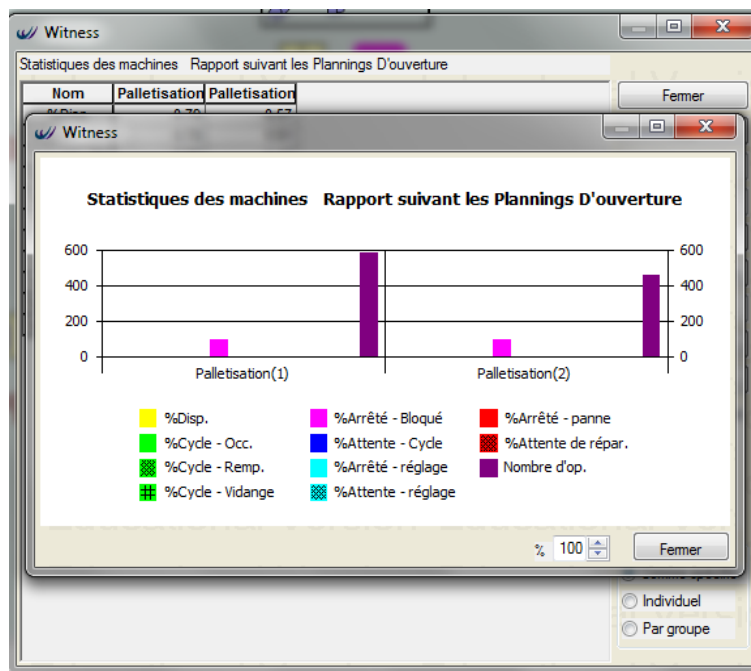 Witness
Statistiques des machines Rapport suivant les Plannings D'ouverture
Nom Palletisation Palletisation
Fermer
Witness
Statistiques des machines Rapport suivant les Plannings D'ouverture
600 600
400 400
200 200
0 0
Palletisation(1) Palletisation(2)
%Disp. %Arrêté - Bloqué %Arrêté - panne
%Cycle - Occ. %Attente - Cycle %Attente de répar.
%Cycle - Remp. %Arrêté - réglage Nombre d'op.
%Cycle - Vidange %Attente - réglage
% 100 Fermer
Individuel
Par groupe